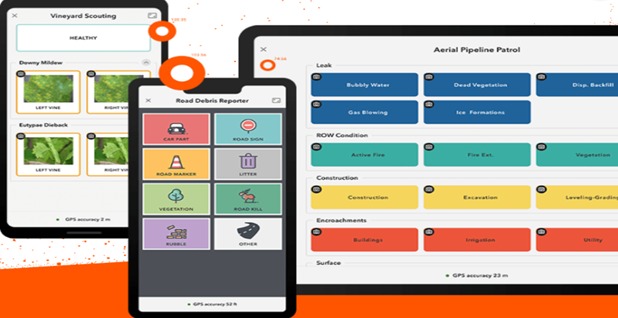 Vineyard Scouting
HEALTHY
Downy Mildew
LEFT VINE
RIGHT VI
Eutypae Dieback
LEFT VINE
RIGHT VI
GPS accuracy 2 m
Road Debris Reporter
CAR PART
ROAD SIGN
ROAD MARKER
LITTER
VEGETATION
ROAD KILL
RUBBLE
OTHER
GPS accuracy 52 ft
Aerial Pipeline Patrol
Leak
Bubbly Water
Dead Vegetation
Disp. Backfill
Gas Blowing
Ice Formations
ROW Condition
Active Fire
Fire Ext.
Vegetation
Construction
Construction
Excavation
Leveling-Grading
Encroachments
Buildings
Irrigation
Utility
Surface
GPS accuracy 23 m